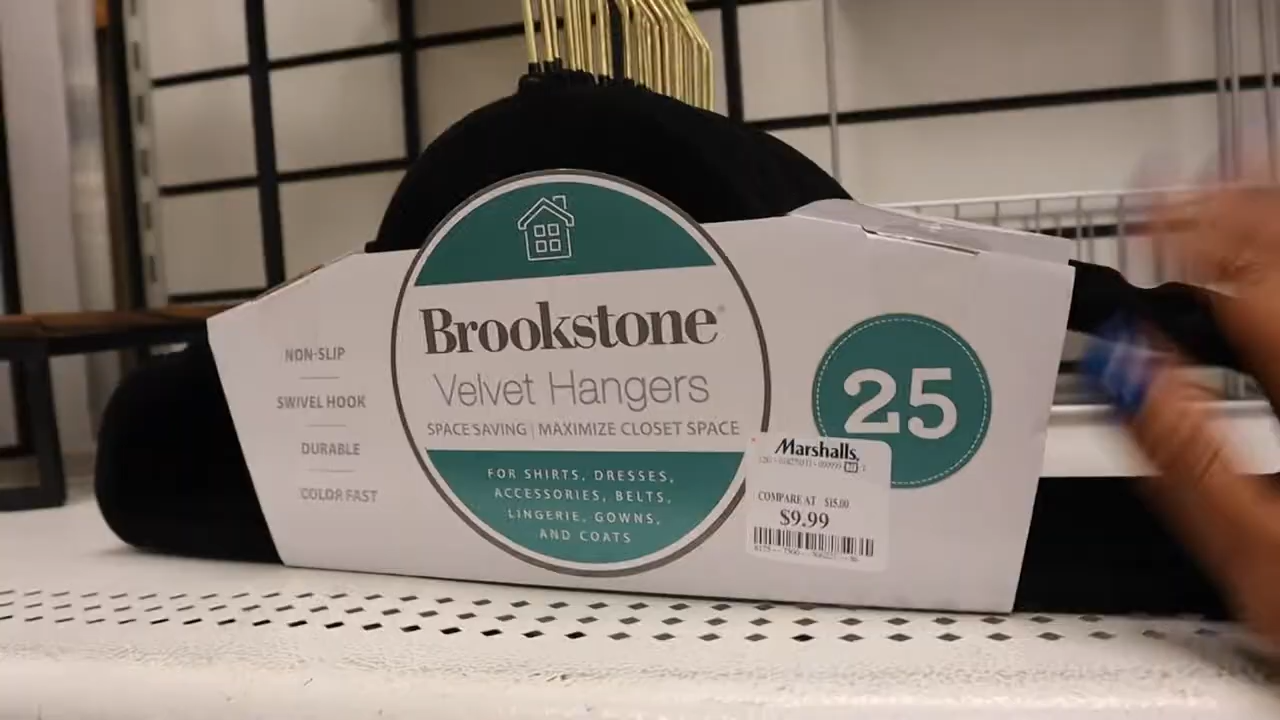 NON-SLIP
SWIVEL HOOK
DURABLE
COLOR FAST
Brookstone
Velvet Hangers
SPACE SAVING | MAXIMIZE CLOSET SPACE
FOR SHIRTS, DRESSES,
ACCESSORIES, BELTS,
LINGERIE, GOWNS,
AND COATS
25
Marshalls.
COMPARE AT $15.00
$9.99